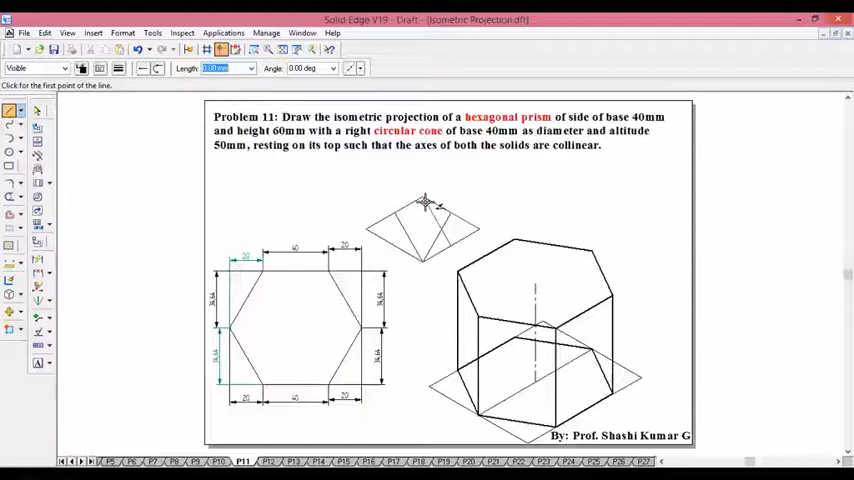 Solid Edge V19 - Draft - [Isometric Projection.dft]
File Edit View Insert Format Tools Inspect Applications Manage Window Help
Visible Length: 0.00 mm Angle: 0.00 deg
Click for the first point of the line.
Problem 11: Draw the isometric projection of a hexagonal prism of side of base 40mm
and height 60mm with a right circular cone of base 40mm as diameter and altitude
50mm, resting on its top such that the axes of both the solids are collinear.
20 40 20
34,64 34,64
34,64 34,64
20 40 20
By: Prof. Shashi Kumar G
P5 P6 P7 P8 P9 P10 P11 P12 P13 P14 P15 P16 P17 P18 P19 P20 P21 P22 P23 P24 P25 P26 P27